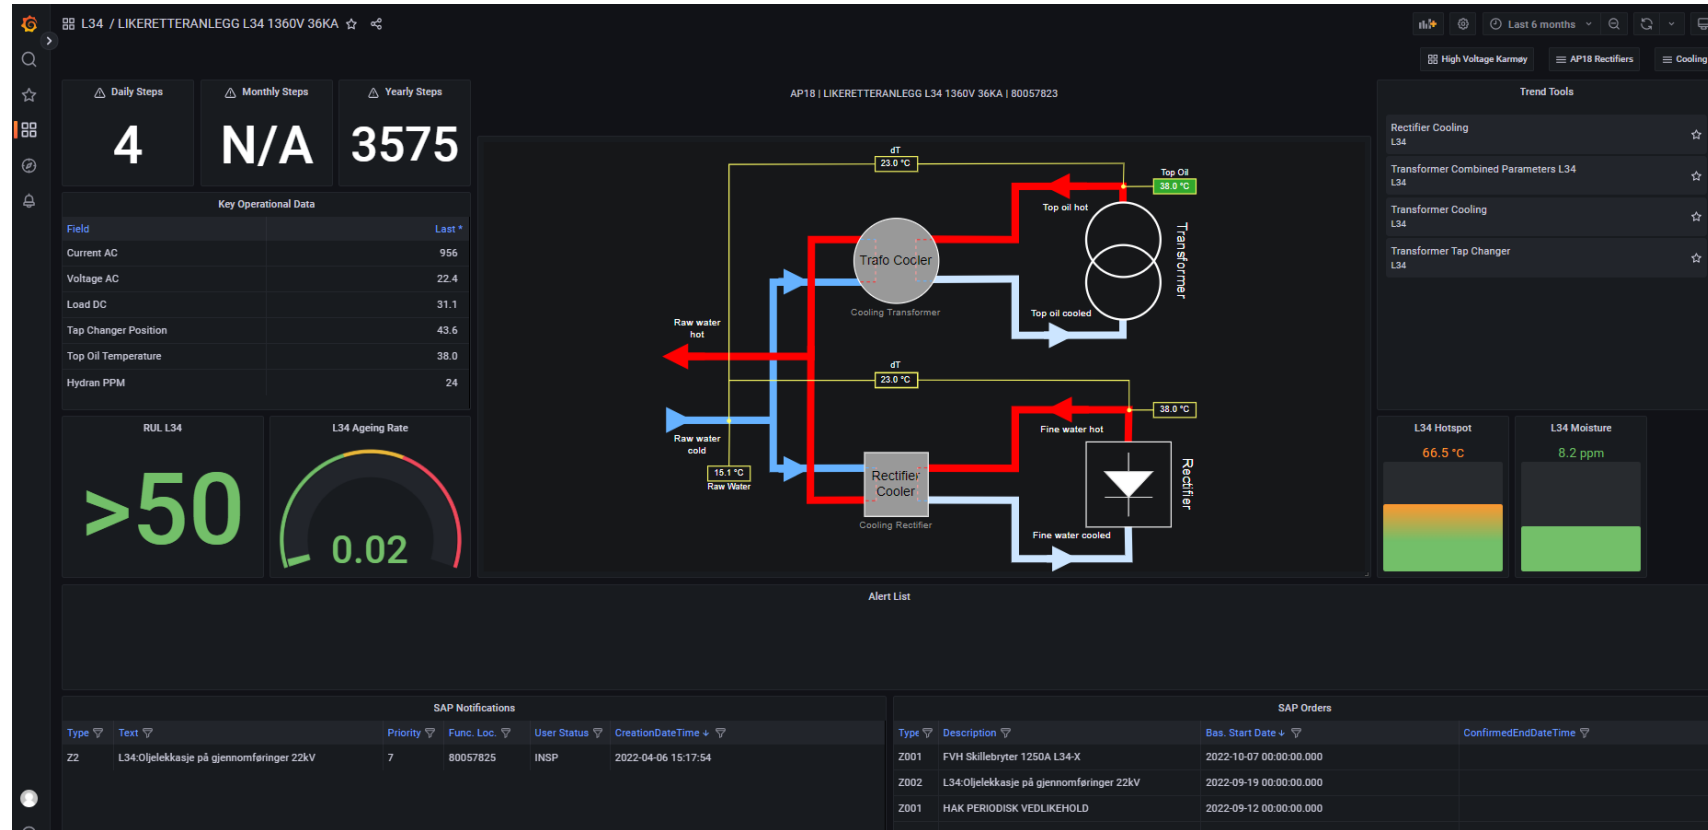 L34 / LIKERETTERANLEGG L34 1360V 36KA
Last 6 months
High Voltage Karmøy
AP18 Rectifiers
Cooling
Daily Steps
4
Monthly Steps
N/A
Yearly Steps
3575
Key Operational Data
Field Last *
Current AC 956
Voltage AC 22.4
Load DC 31.1
Tap Changer Position 43.6
Top Oil Temperature 38.0
Hydran PPM 24
RUL L34
>50
L34 Ageing Rate
0.02
AP18 | LIKERETTERANLEGG L34 1360V 36KA | 80057823
dT
23.0 °C
Top Oil
38.0 °C
Top oil hot
Transformer
Trafo Cooler
Cooling Transformer
Top oil cooled
Raw water
hot
dT
23.0 °C
38.0 °C
Fine water hot
Raw water
cold
15.1 °C
Raw Water
Rectifier
Cooler
Cooling Rectifier
Rectifier
Fine water cooled
Trend Tools
Rectifier Cooling
L34
Transformer Combined Parameters L34
L34
Transformer Cooling
L34
Transformer Tap Changer
L34
L34 Hotspot
66.5 °C
L34 Moisture
8.2 ppm
Alert List
SAP Notifications
Type Text Priority Func. Loc. User Status CreationDateTime
Z2 L34:Oljelekkasje på gjennomføringer 22kV 7 80057825 INSP 2022-04-06 15:17:54
SAP Orders
Type Description Bas. Start Date ConfirmedEndDateTime
Z001 FVH Skillebryter 1250A L34-X 2022-10-07 00:00:00.000
Z002 L34:Oljelekkasje på gjennomføringer 22kV 2022-09-19 00:00:00.000
Z001 HAK PERIODISK VEDLIKEHOLD 2022-09-12 00:00:00.000